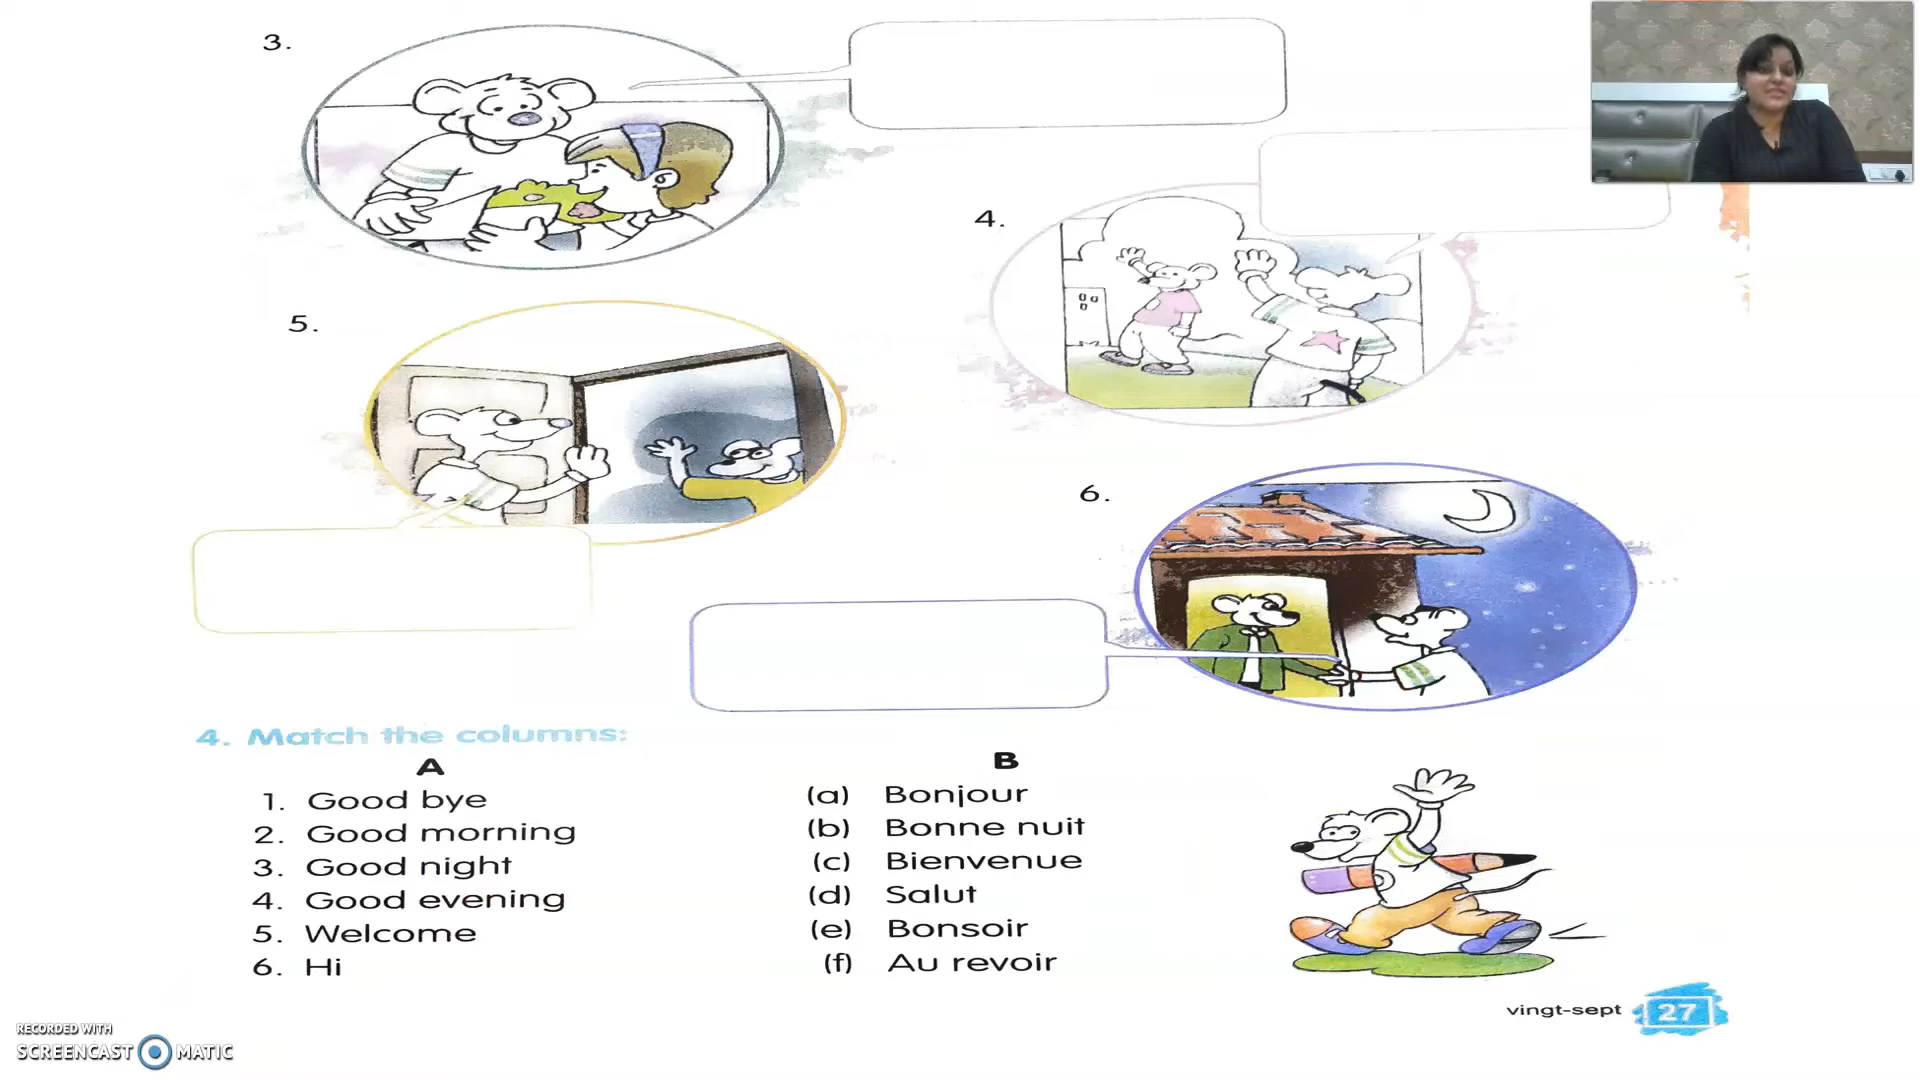 3.
4.
5.
6.
4. Match the columns:
A
B
1. Good bye
(a) Bonjour
2. Good morning
(b) Bonne nuit
3. Good night
(c) Bienvenue
4. Good evening
(d) Salut
5. Welcome
(e) Bonsoir
6. Hi
(f) Au revoir
vingt-sept 27
RECORDED WITH
SCREENCAST MATIC